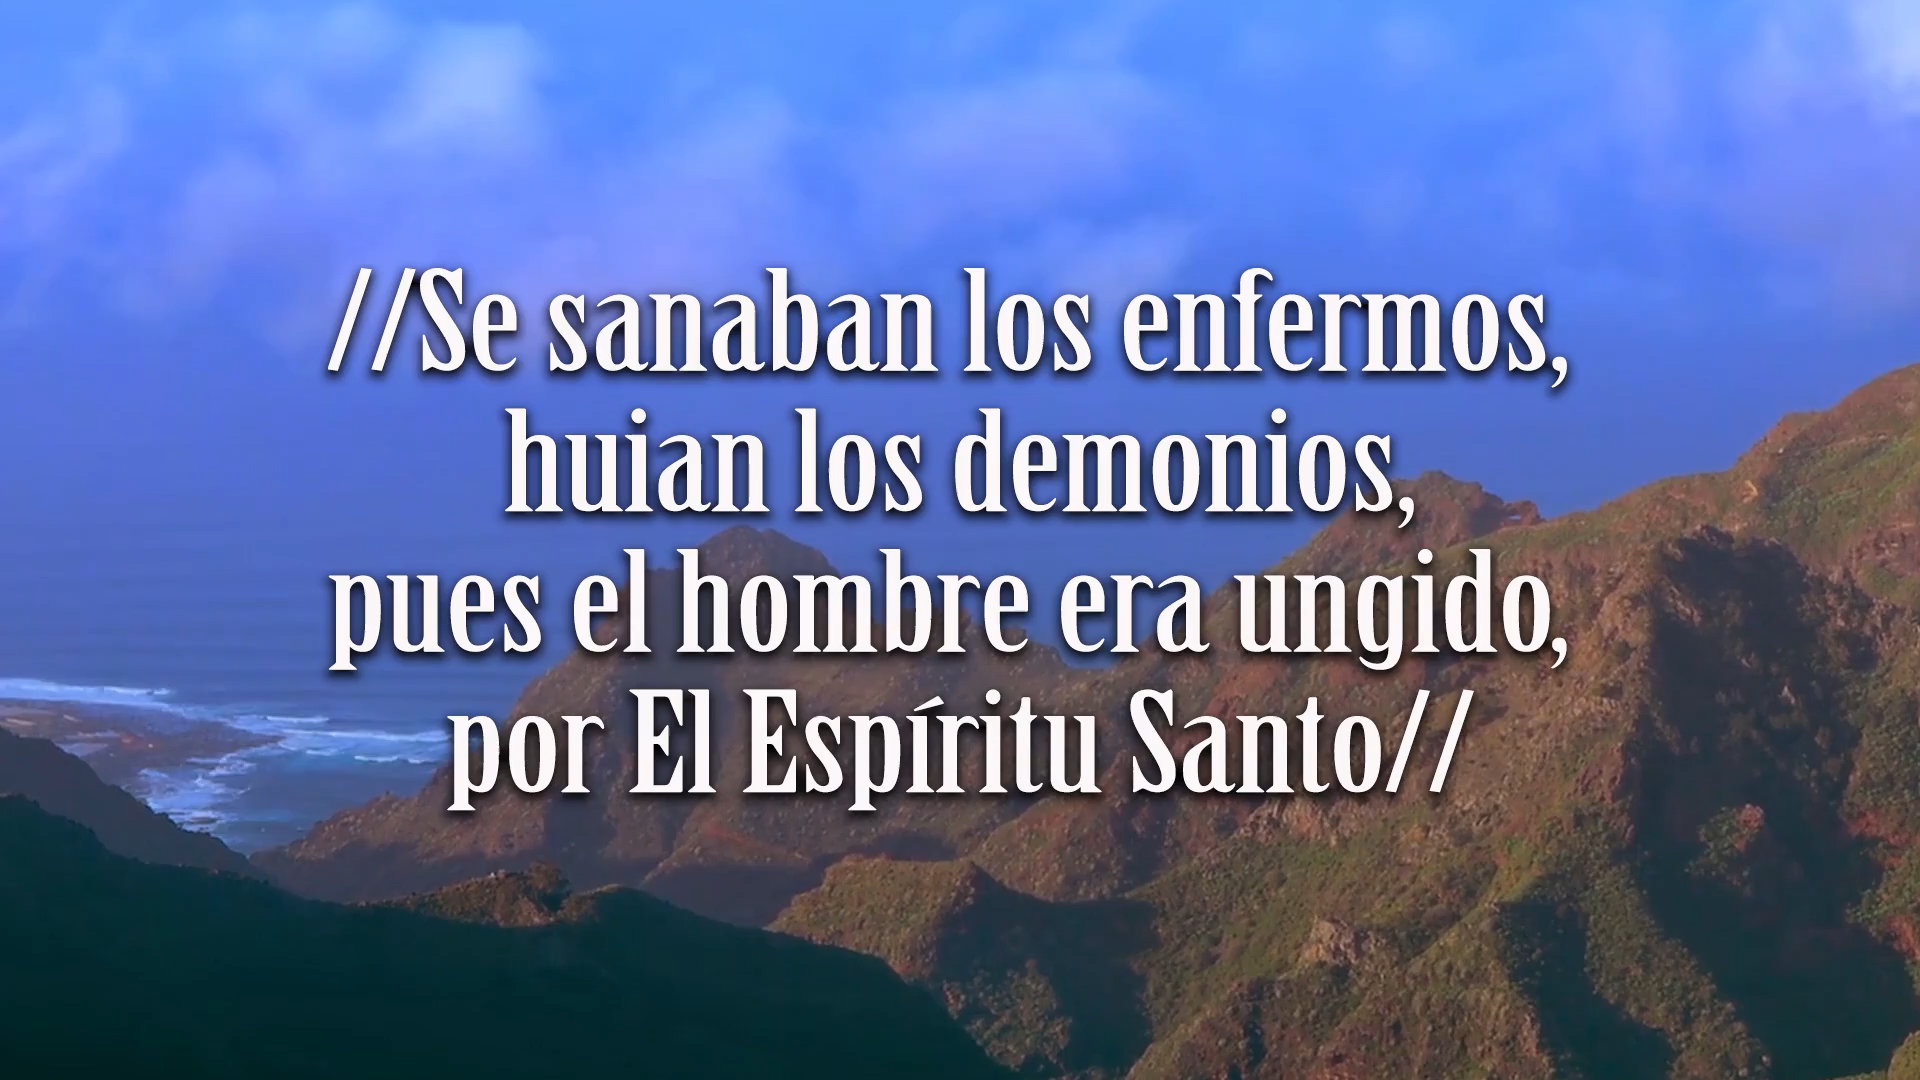 //Se sanaban los enfermos,
huian los demonios,
pues el hombre era ungido,
por El Espíritu Santo//